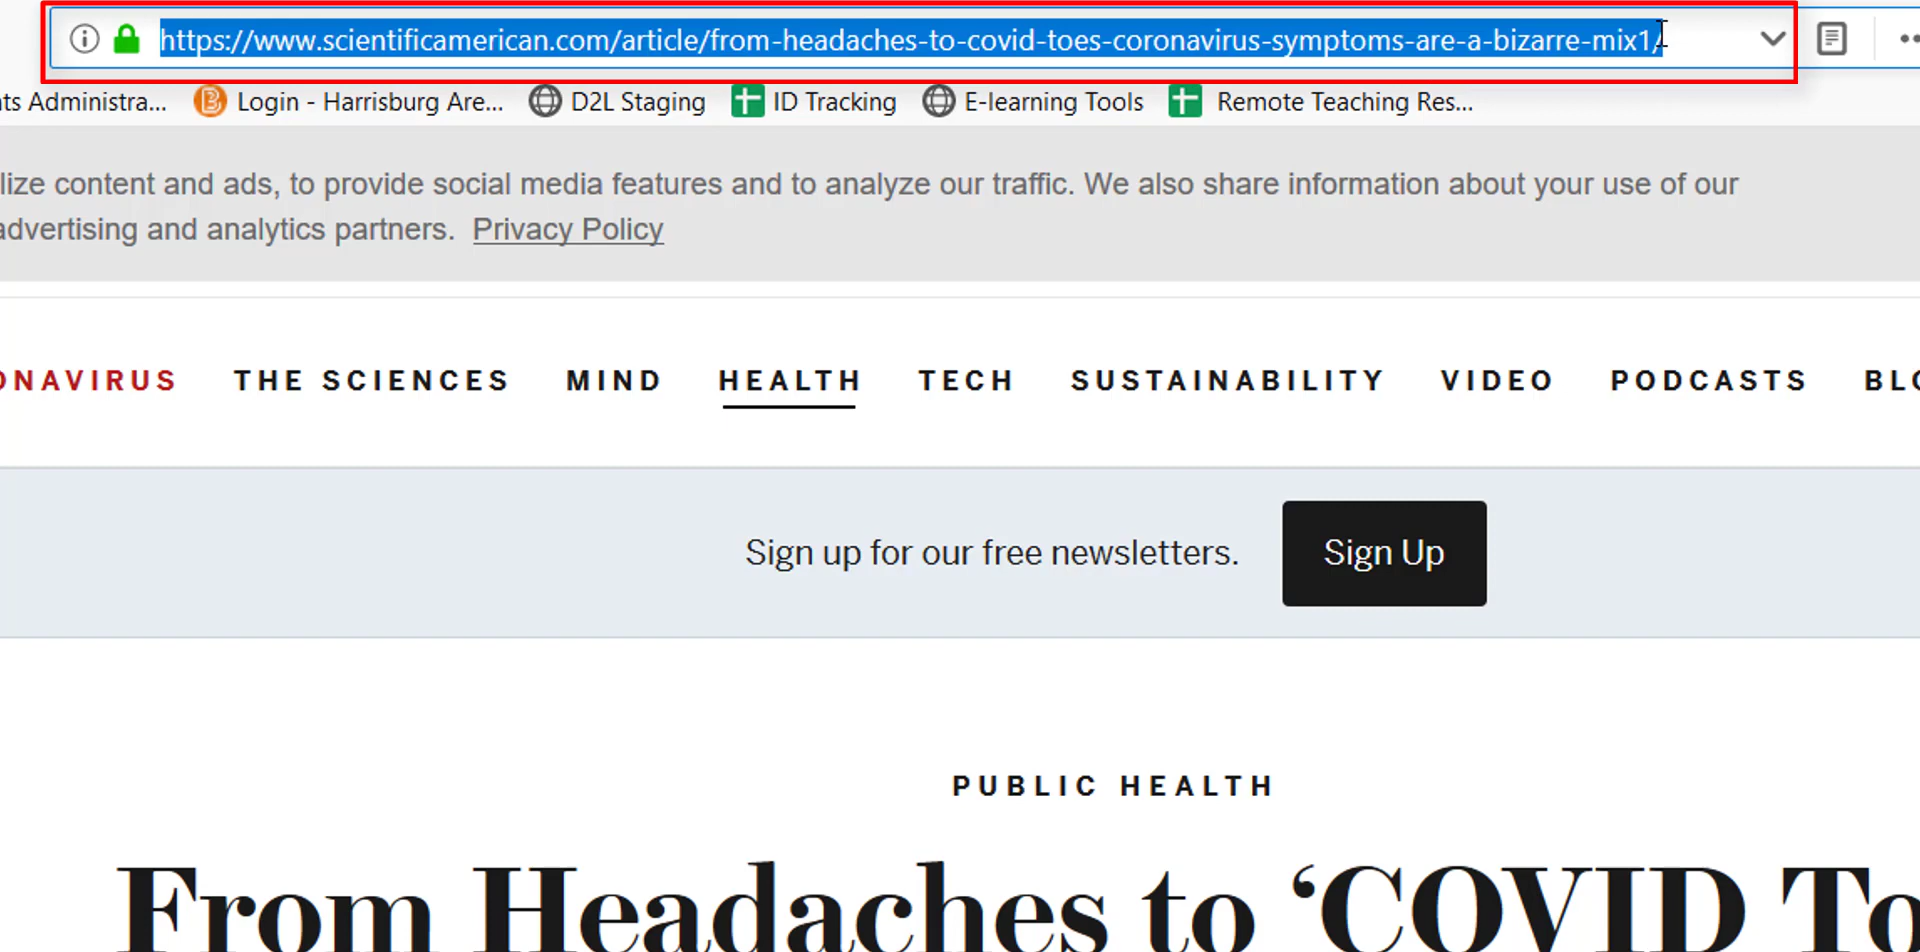 https://www.scientificamerican.com/article/from-headaches-to-covid-toes-coronavirus-symptoms-are-a-bizarre-mix1/
ts Administra... Login - Harrisburg Are... D2L Staging ID Tracking E-learning Tools Remote Teaching Res...
lize content and ads, to provide social media features and to analyze our traffic. We also share information about your use of our
advertising and analytics partners. Privacy Policy
ONAVIRUS THE SCIENCES MIND HEALTH TECH SUSTAINABILITY VIDEO PODCASTS BLO
Sign up for our free newsletters. Sign Up
PUBLIC HEALTH
From Headaches to ‘COVID To